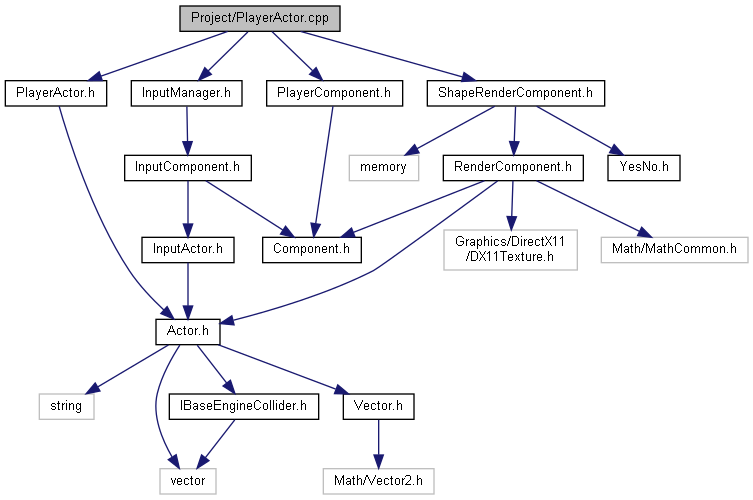 Project/PlayerActor.cpp
PlayerActor.h
InputManager.h
PlayerComponent.h
ShapeRenderComponent.h
InputComponent.h
memory
RenderComponent.h
YesNo.h
InputActor.h
Component.h
Graphics/DirectX11
/DX11Texture.h
Math/MathCommon.h
Actor.h
string
IBaseEngineCollider.h
Vector.h
vector
Math/Vector2.h